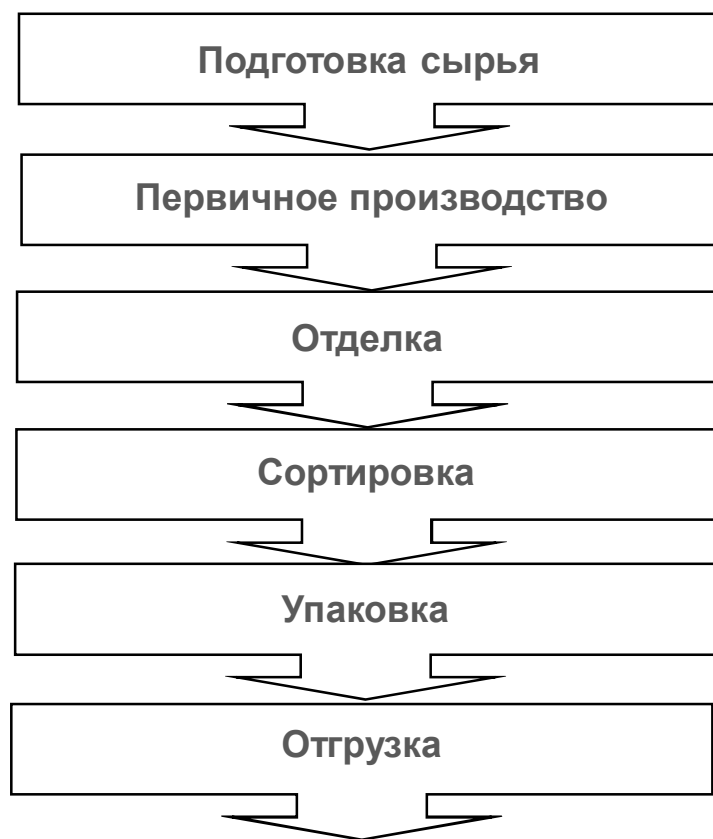 Подготовка сырья
Первичное производство
Отделка
Сортировка
Упаковка
Отгрузка